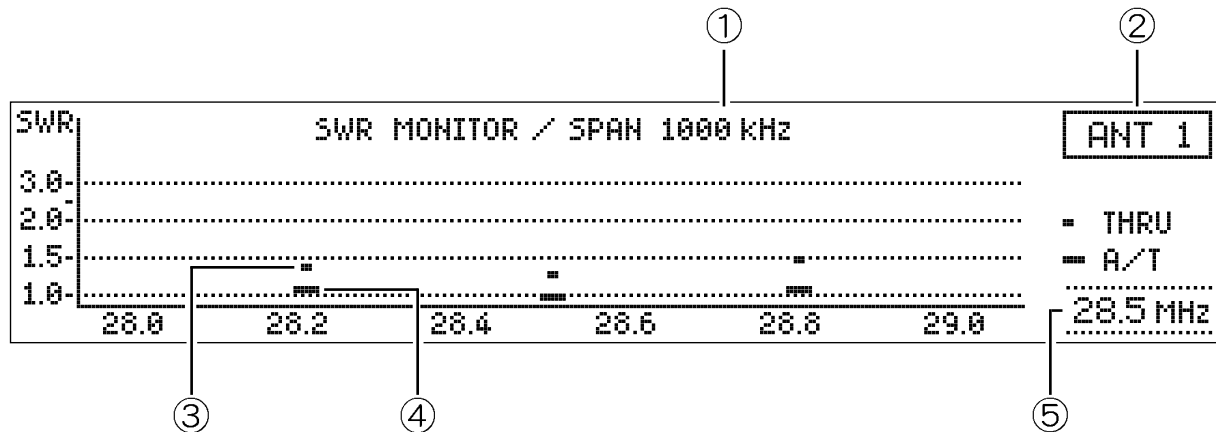 ① ②
SWR SWR MONITOR / SPAN 1000 kHz ANT 1
3.0-
2.0-
THRU
1.5-
A/T
1.0-
28.0 28.2 28.4 28.6 28.8 29.0
28.5 MHz
③ ④ ⑤